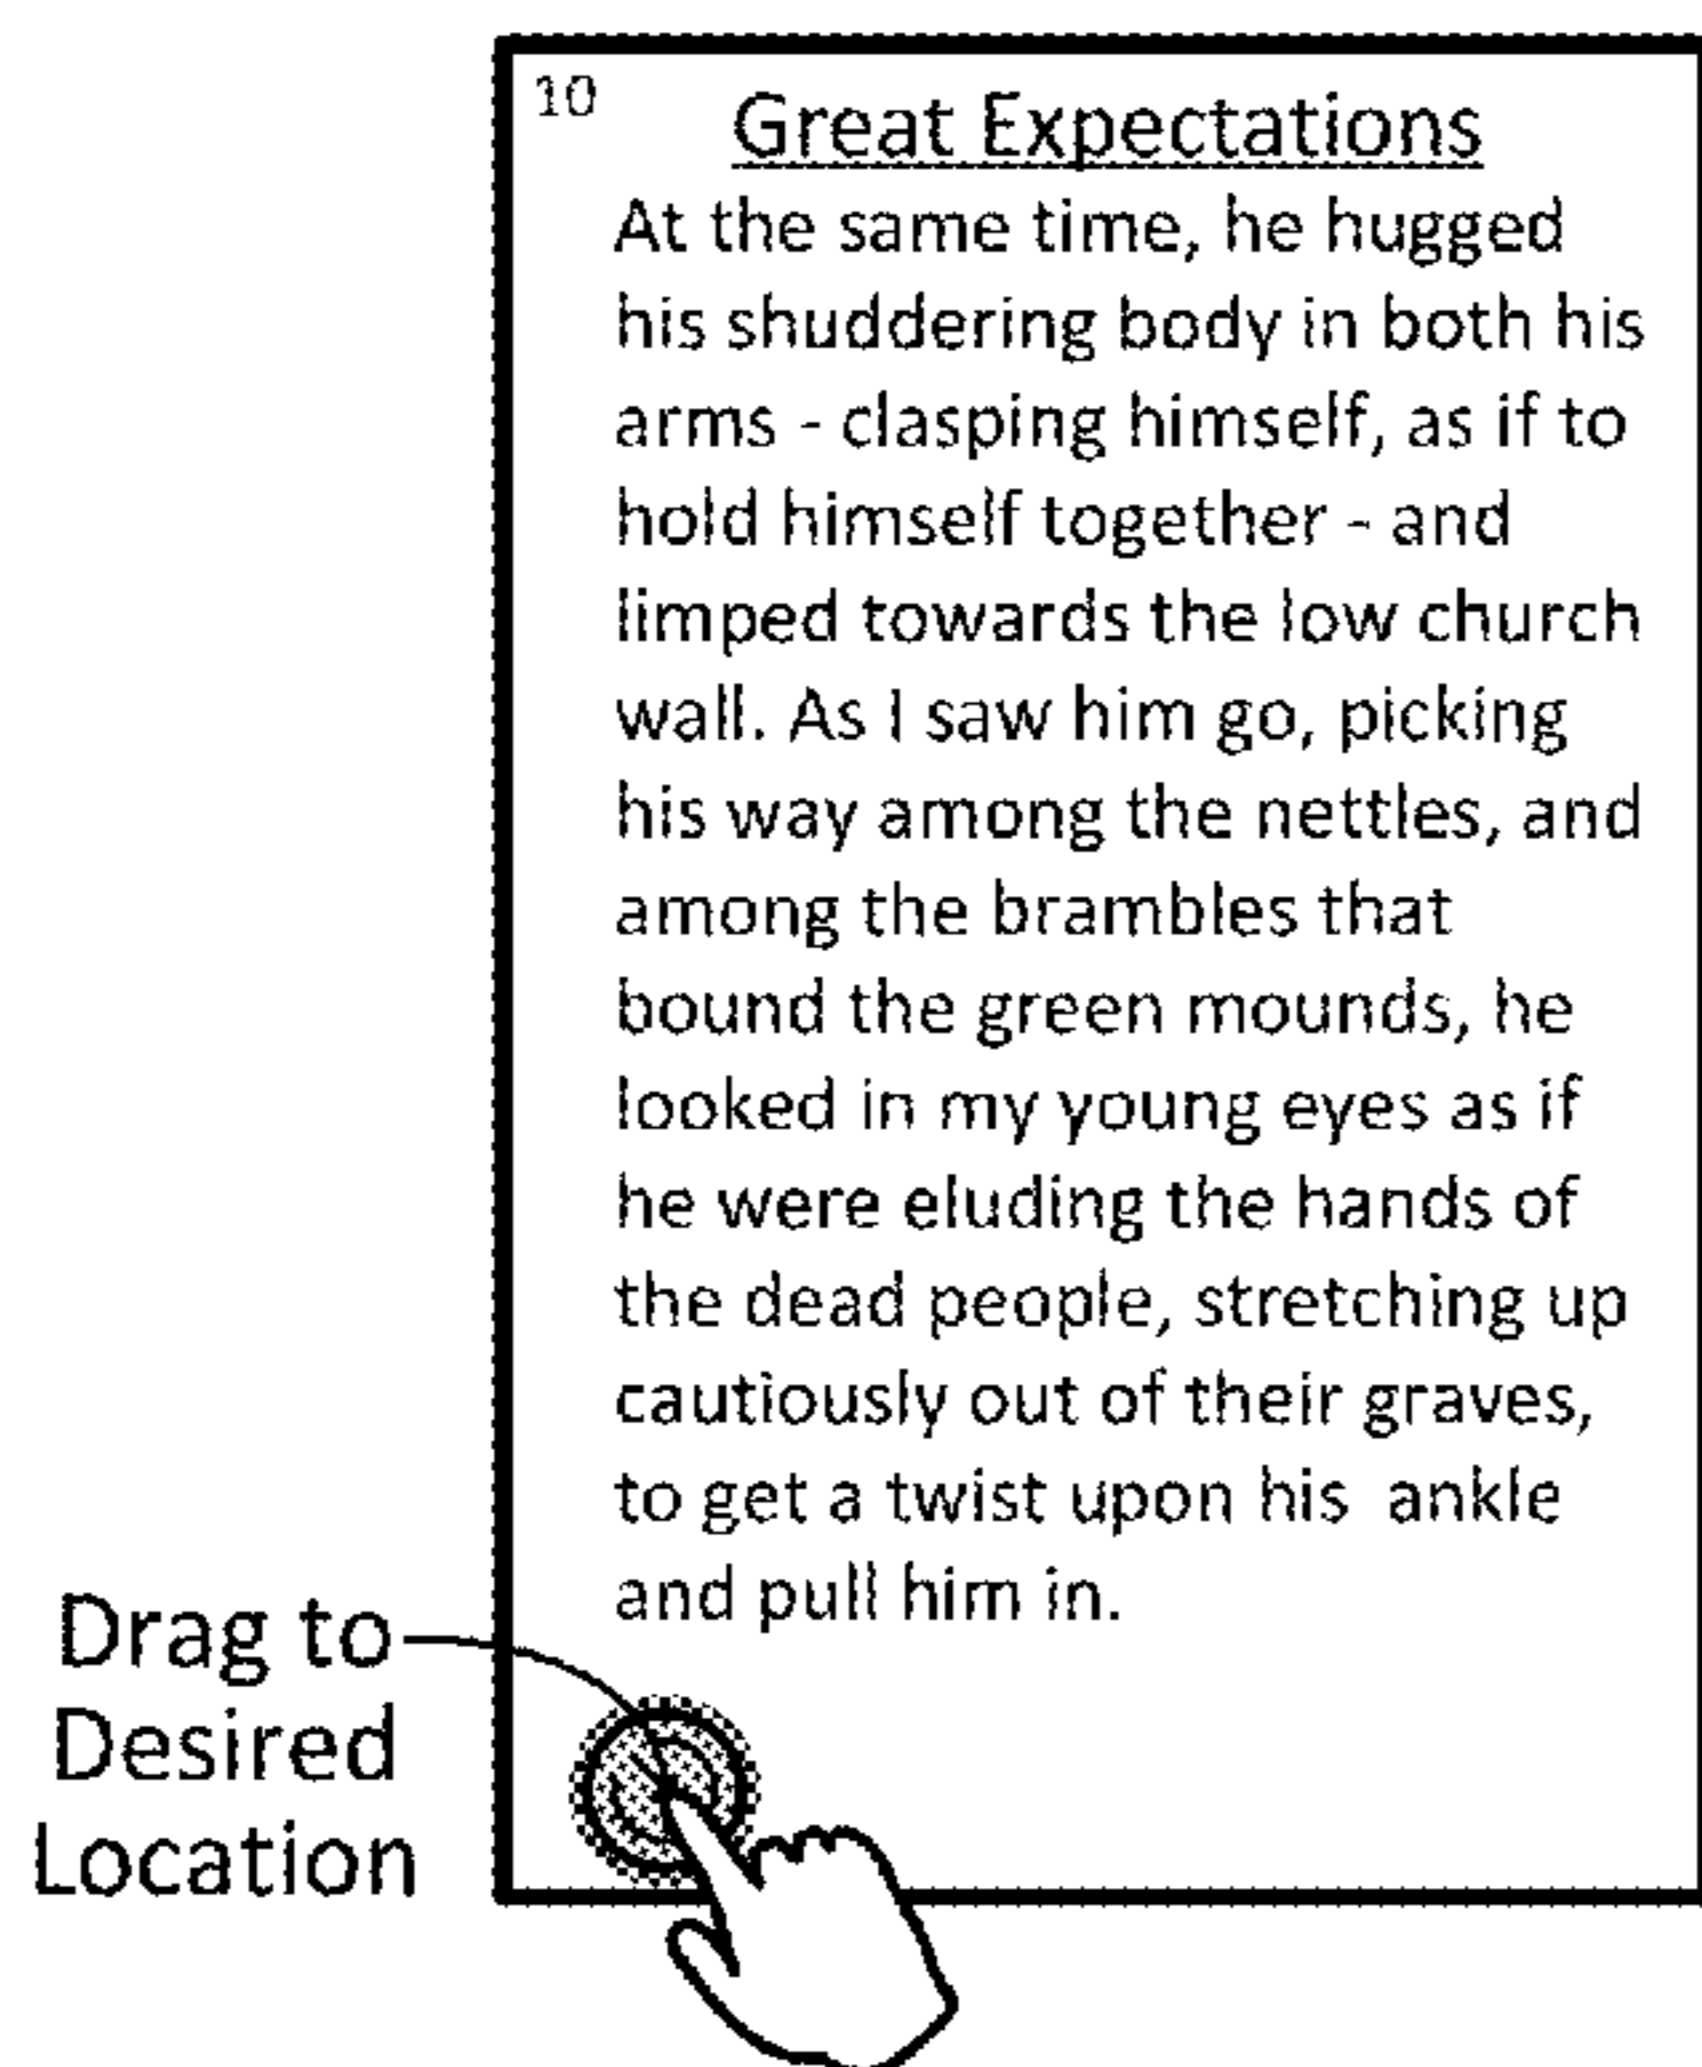 10
Great Expectations
At the same time, he hugged
his shuddering body in both his
arms - clasping himself, as if to
hold himself together - and
limped towards the low church
wall. As I saw him go, picking
his way among the nettles, and
among the brambles that
bound the green mounds, he
looked in my young eyes as if
he were eluding the hands of
the dead people, stretching up
cautiously out of their graves,
to get a twist upon his  ankle
and pull him in.
Drag to
Desired
Location